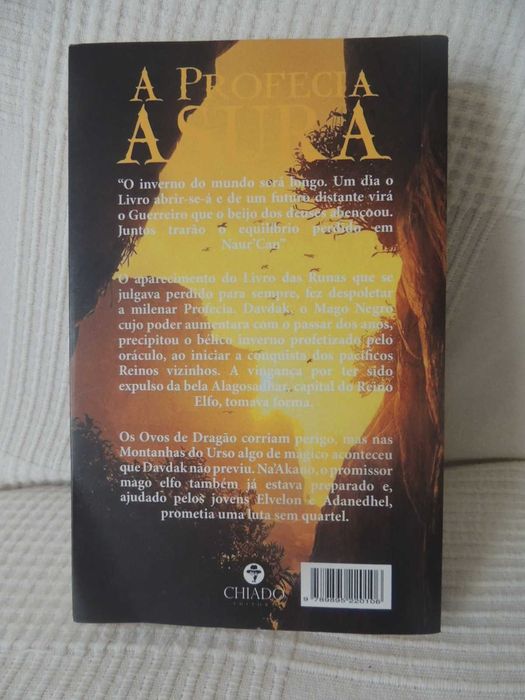 A PROFECIA
ASURA
“O inverno do mundo será longo. Um dia o
Livro abrir-se-á e de um futuro distante virá
o Guerreiro que o beijo dos deuses abençoou.
Juntos trarão o equilíbrio perdido em
Naur’Can”
O aparecimento do Livro das Runas que se
julgava perdido para sempre, fez despoletar
a milenar Profecia. Davdak, o Mago Negro
cujo poder aumentara com o passar dos anos,
precipitou o bélico inverno profetizado pelo
oráculo, ao iniciar a conquista dos pacíficos
Reinos vizinhos. A vingança por ter sido
expulso da bela Alagosadhar, capital do Reino
Elfo, tomava forma.
Os Ovos de Dragão corriam perigo, mas nas
Montanhas do Urso algo de mágico aconteceu
que Davdak não previu. Na’Akano, o promissor
mago elfo também já estava preparado e,
ajudado pelos jovens Elvelon e Adanedhel,
prometia uma luta sem quartel.
CHIADO
EDITORA
9 789895 220106